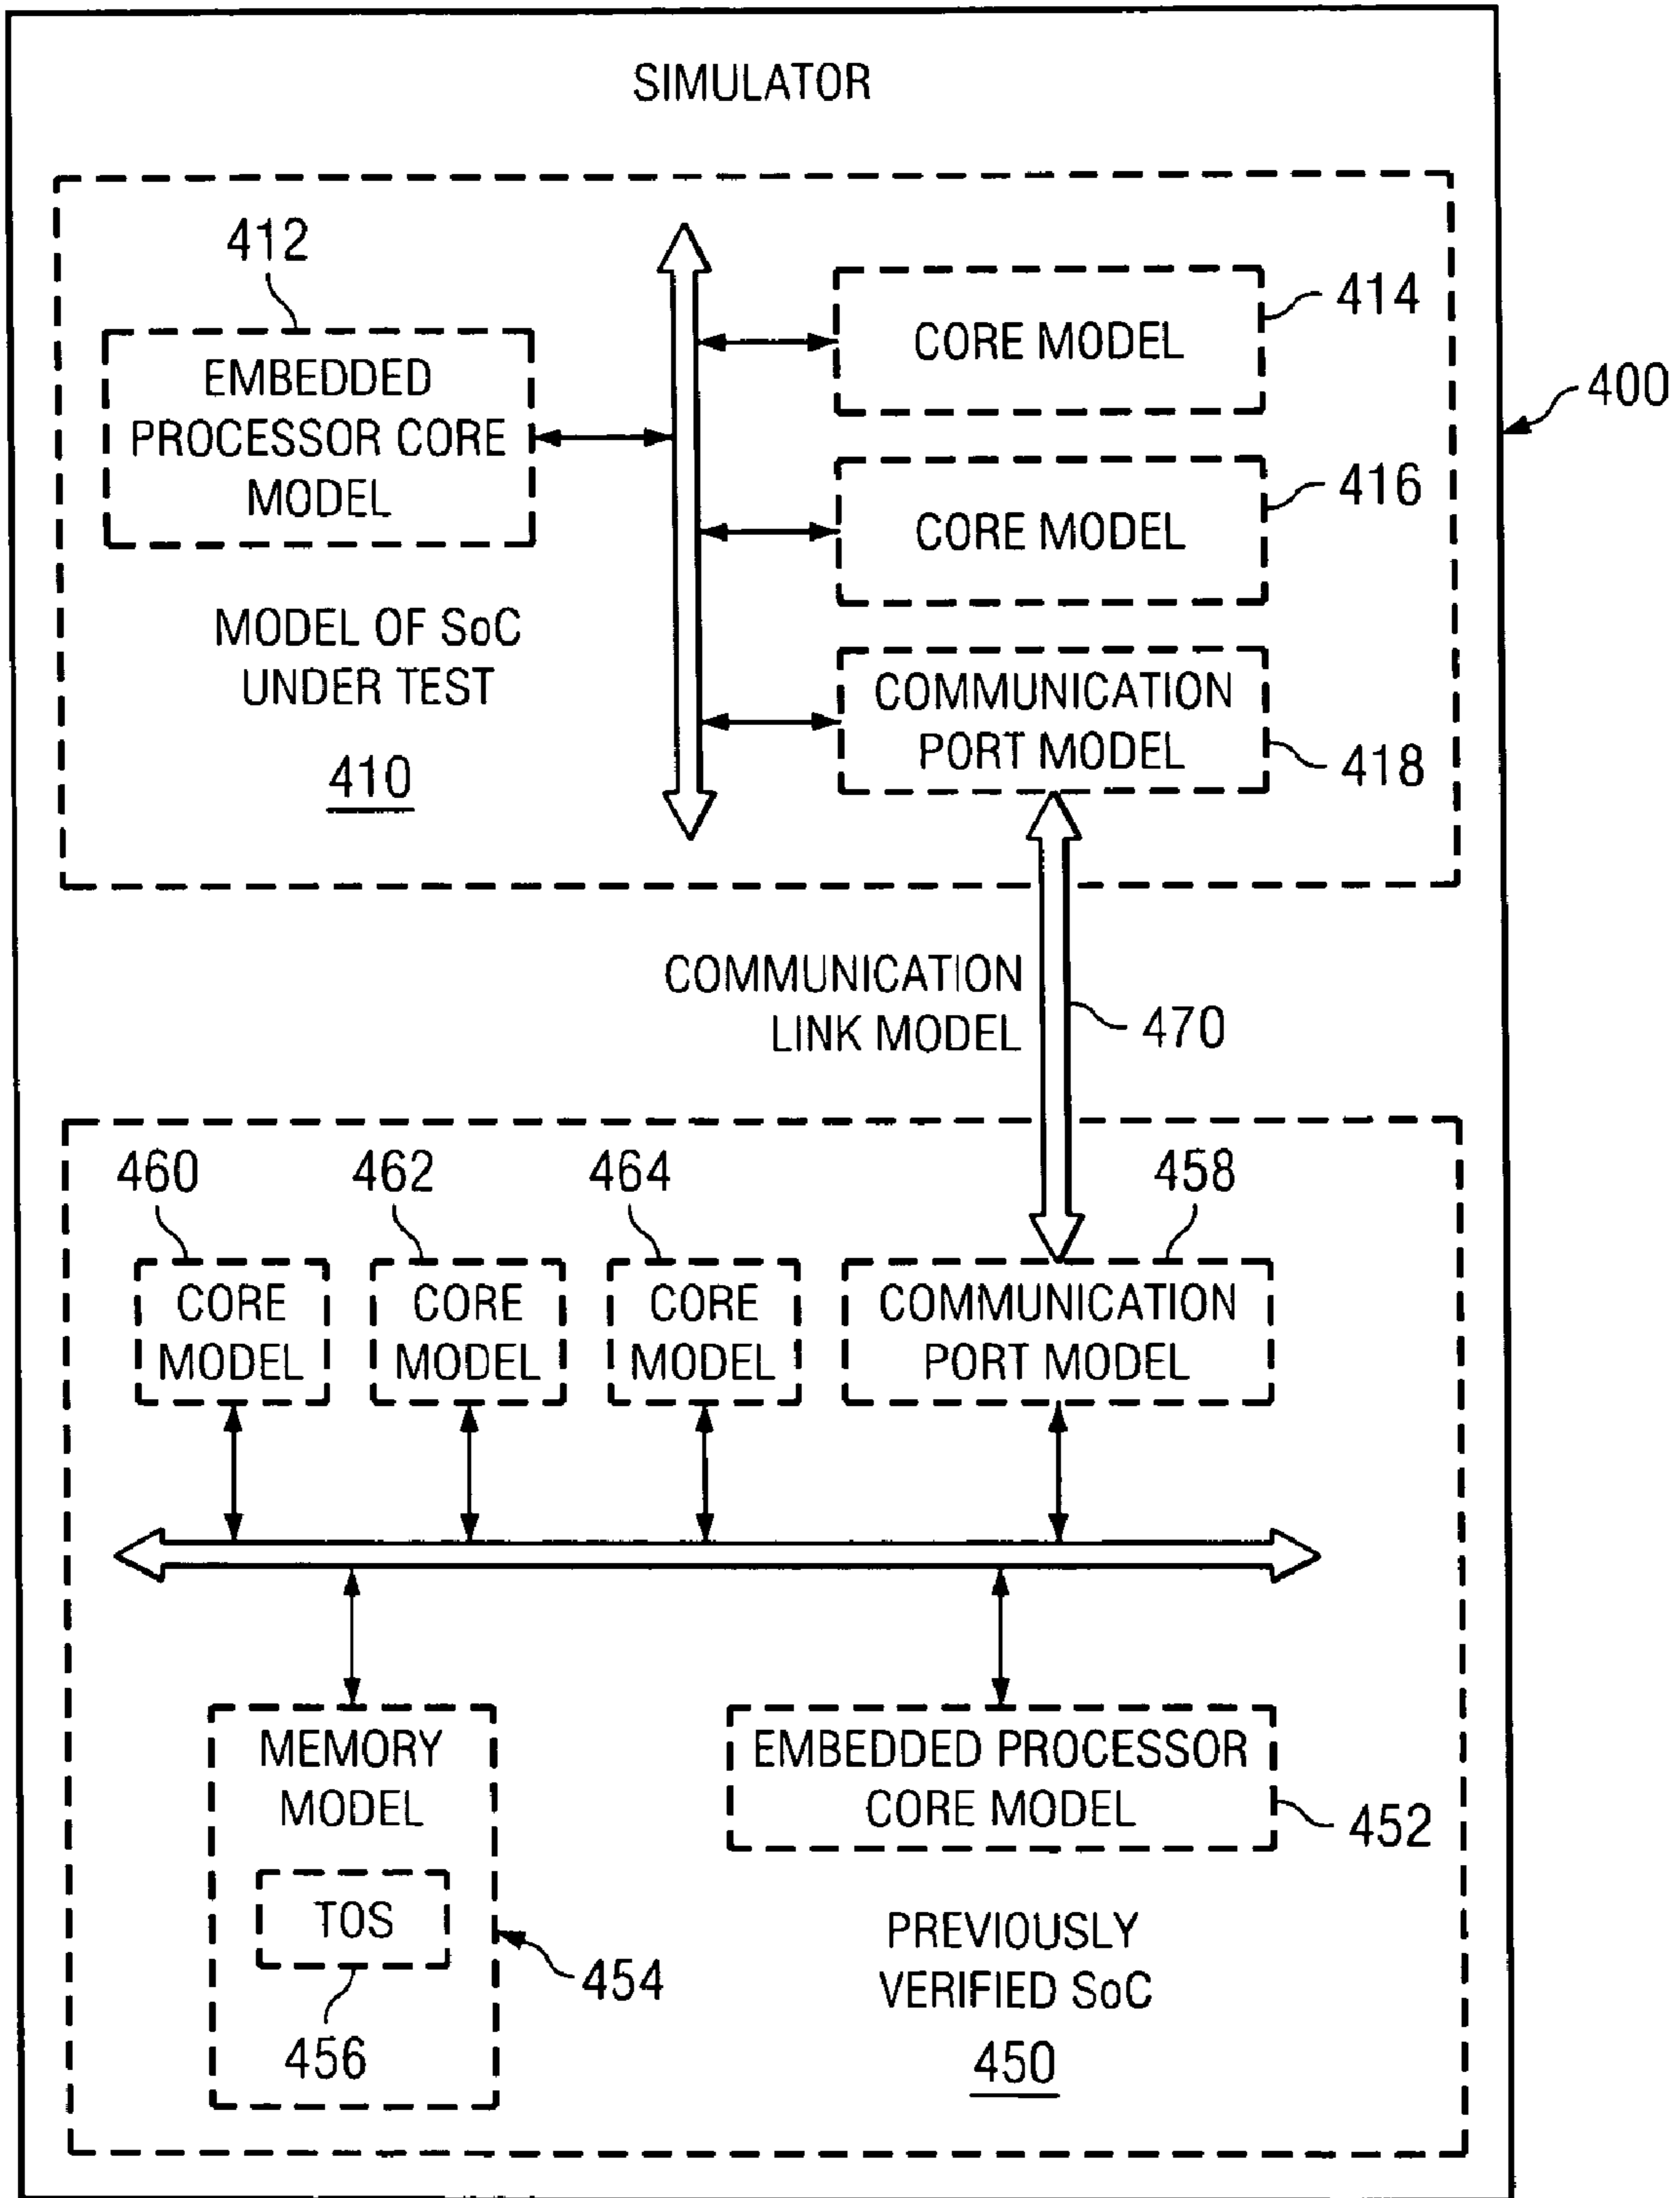 SIMULATOR
412
EMBEDDED
PROCESSOR CORE
MODEL
CORE MODEL
414
400
CORE MODEL
416
MODEL OF SoC
UNDER TEST
410
COMMUNICATION
PORT MODEL
418
COMMUNICATION
LINK MODEL
470
460
462
464
458
CORE
MODEL
CORE
MODEL
CORE
MODEL
COMMUNICATION
PORT MODEL
MEMORY
MODEL
TOS
456
454
EMBEDDED PROCESSOR
CORE MODEL
452
PREVIOUSLY
VERIFIED SoC
450